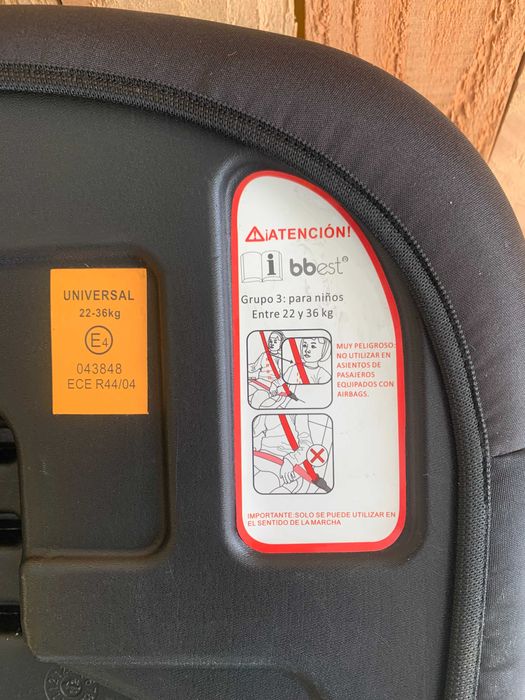 UNIVERSAL
22-36kg
E4
043848
ECE R44/04
¡ATENCIÓN!
i bbest®
Grupo 3: para niños
Entre 22 y 36 kg
MUY PELIGROSO:
NO UTILIZAR EN
ASIENTOS DE
PASAJEROS
EQUIPADOS CON
AIRBAGS.
IMPORTANTE:SOLO SE PUEDE UTILIZAR EN
EL SENTIDO DE LA MARCHA